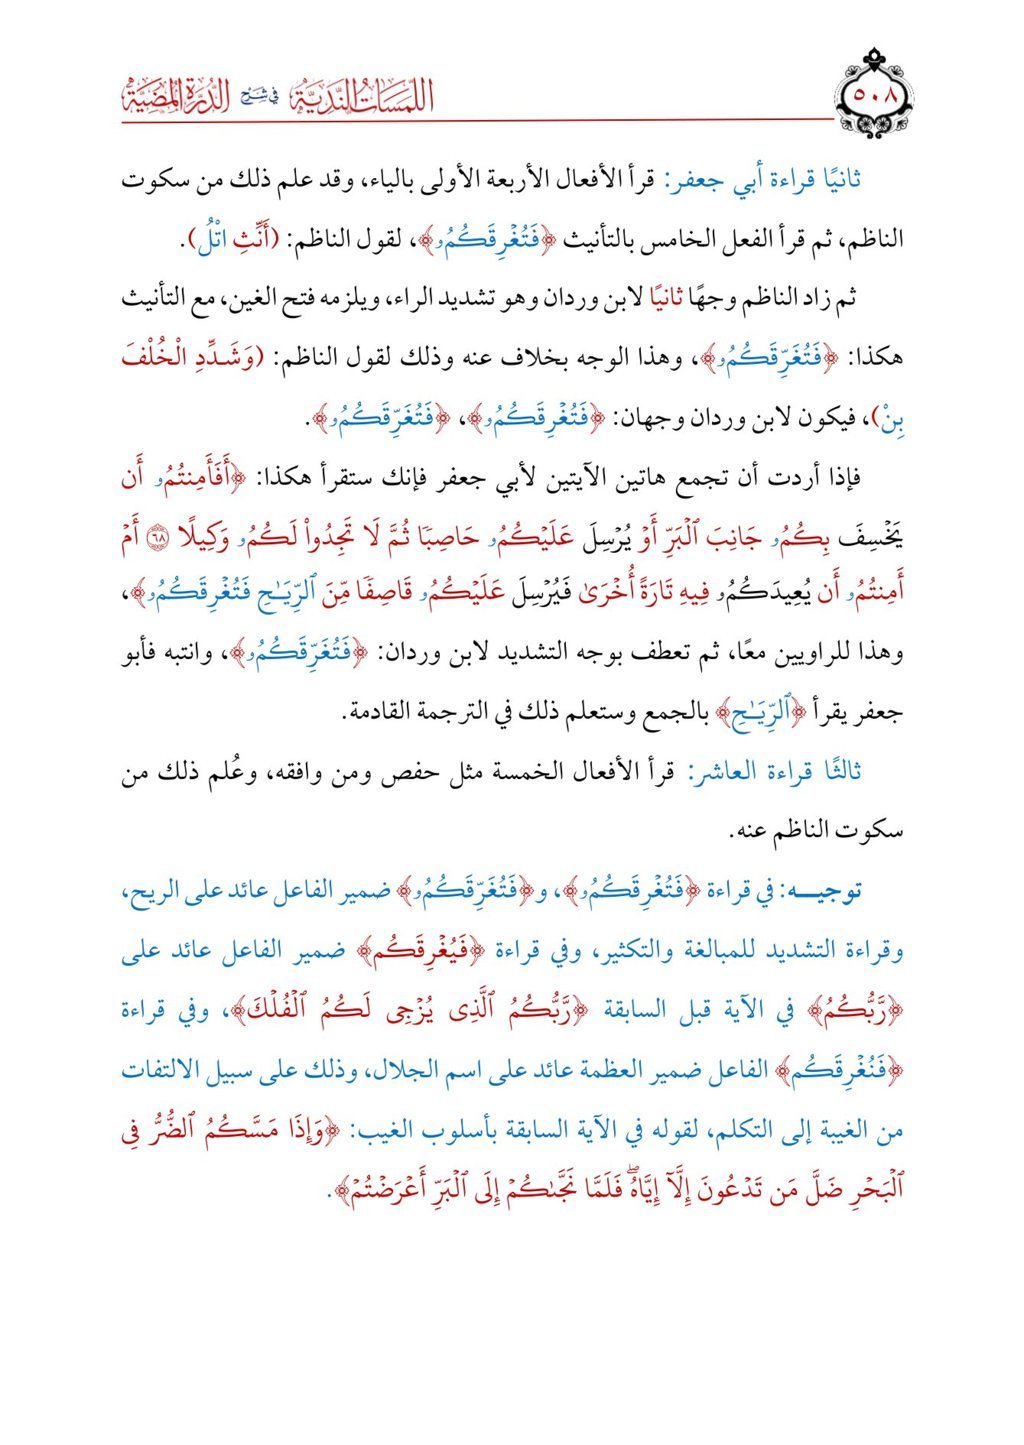 ٥٠٨
اللمسات الندية في شرح الدرة المضية
ثانيًا قراءة أبي جعفر: قرأ الأفعال الأربعة الأولى بالياء، وقد علم ذلك من سكوت
الناظم، ثم قرأ الفعل الخامس بالتأنيث ﴿فَتُغۡرِقَكُمُۥ﴾، لقول الناظم: (أَنِّثِ اتْلُ).
ثم زاد الناظم وجهًا ثانيًا لابن وردان وهو تشديد الراء، ويلزمه فتح الغين، مع التأنيث
هكذا: ﴿فَتُغَرِّقَكُمُۥ﴾، وهذا الوجه بخلاف عنه وذلك لقول الناظم: (وَشَدِّدِ الْخُلْفَ
بِنْ)، فيكون لابن وردان وجهان: ﴿فَتُغۡرِقَكُمُۥ﴾، ﴿فَتُغَرِّقَكُمُۥ﴾.
فإذا أردت أن تجمع هاتين الآيتين لأبي جعفر فإنك ستقرأ هكذا: ﴿أَفَأَمِنتُمُۥ أَن
يَخۡسِفَ بِكُمُۥ جَانِبَ ٱلۡبَرِّ أَوۡ يُرۡسِلَ عَلَيۡكُمُۥ حَاصِبٗا ثُمَّ لَا تَجِدُواْ لَكُمُۥ وَكِيلًا ٦٨ أَمۡ
أَمِنتُمُۥ أَن يُعِيدَكُمُۥ فِيهِ تَارَةً أُخۡرَىٰ فَيُرۡسِلَ عَلَيۡكُمُۥ قَاصِفٗا مِّنَ ٱلرِّيَٰحِ فَتُغۡرِقَكُمُۥ﴾،
وهذا للراويين معًا، ثم تعطف بوجه التشديد لابن وردان: ﴿فَتُغَرِّقَكُمُۥ﴾، وانتبه فأبو
جعفر يقرأ ﴿ٱلرِّيَٰحِ﴾ بالجمع وستعلم ذلك في الترجمة القادمة.
ثالثًا قراءة العاشر: قرأ الأفعال الخمسة مثل حفص ومن وافقه، وعُلم ذلك من
سكوت الناظم عنه.
توجيـــه: في قراءة ﴿فَتُغۡرِقَكُمُۥ﴾، و﴿فَتُغَرِّقَكُمُۥ﴾ ضمير الفاعل عائد على الريح،
وقراءة التشديد للمبالغة والتكثير، وفي قراءة ﴿فَيُغۡرِقَكُم﴾ ضمير الفاعل عائد على
﴿رَّبُّكُمُ﴾ في الآية قبل السابقة ﴿رَّبُّكُمُ ٱلَّذِى يُزۡجِى لَكُمُ ٱلۡفُلۡكَ﴾، وفي قراءة
﴿فَنُغۡرِقَكُم﴾ الفاعل ضمير العظمة عائد على اسم الجلال، وذلك على سبيل الالتفات
من الغيبة إلى التكلم، لقوله في الآية السابقة بأسلوب الغيب: ﴿وَإِذَا مَسَّكُمُ ٱلضُّرُّ فِى
ٱلۡبَحۡرِ ضَلَّ مَن تَدۡعُونَ إِلَّآ إِيَّاهُۖ فَلَمَّا نَجَّىٰكُمۡ إِلَى ٱلۡبَرِّ أَعۡرَضۡتُمۡ﴾.